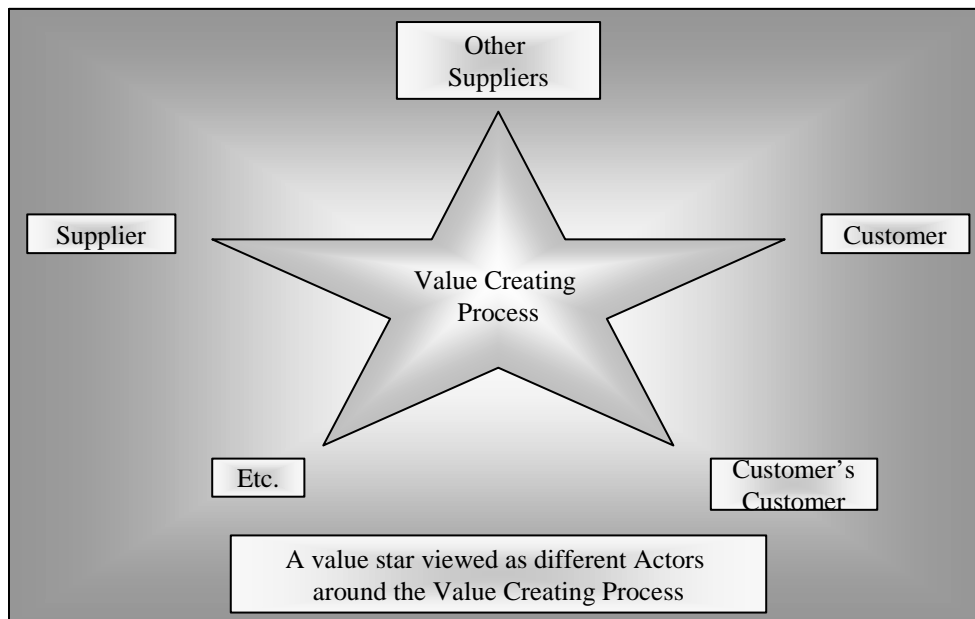 Other
Suppliers
Supplier
Customer
Value Creating
Process
Etc.
Customer’s
Customer
A value star viewed as different Actors
around the Value Creating Process